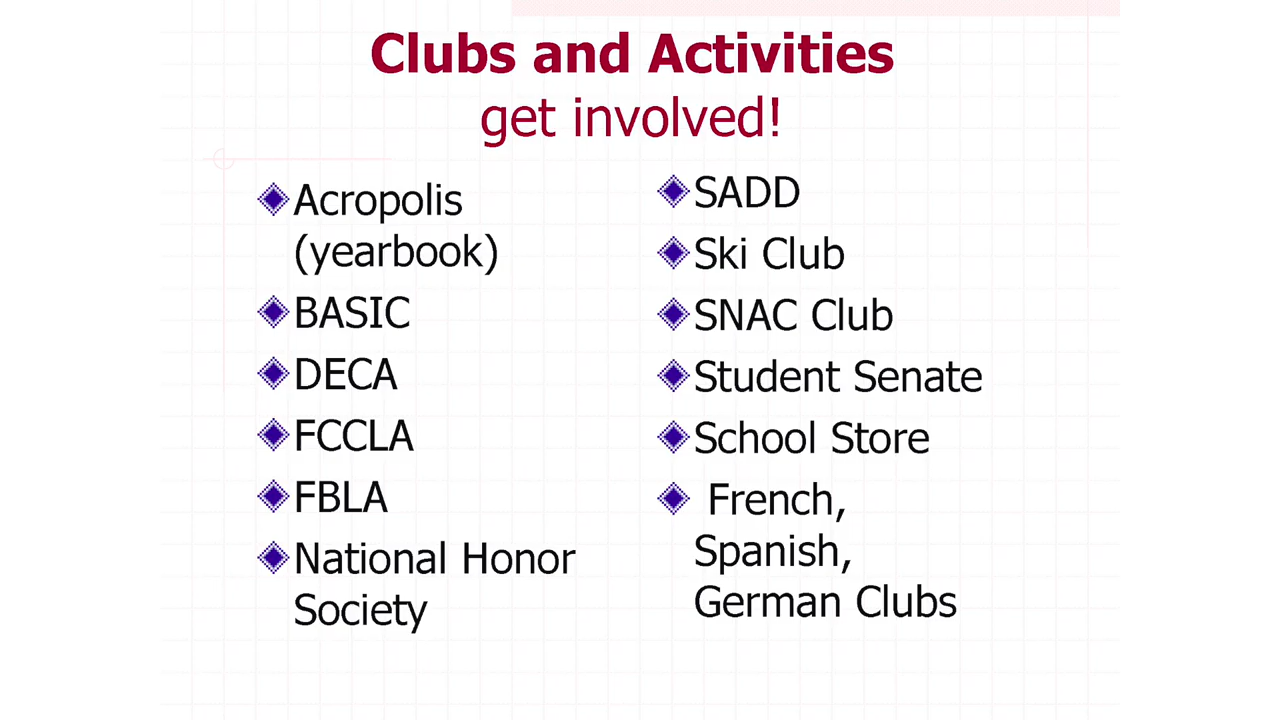 Clubs and Activities
get involved!
Acropolis
(yearbook)
BASIC
DECA
FCCLA
FBLA
National Honor
Society
SADD
Ski Club
SNAC Club
Student Senate
School Store
French,
Spanish,
German Clubs